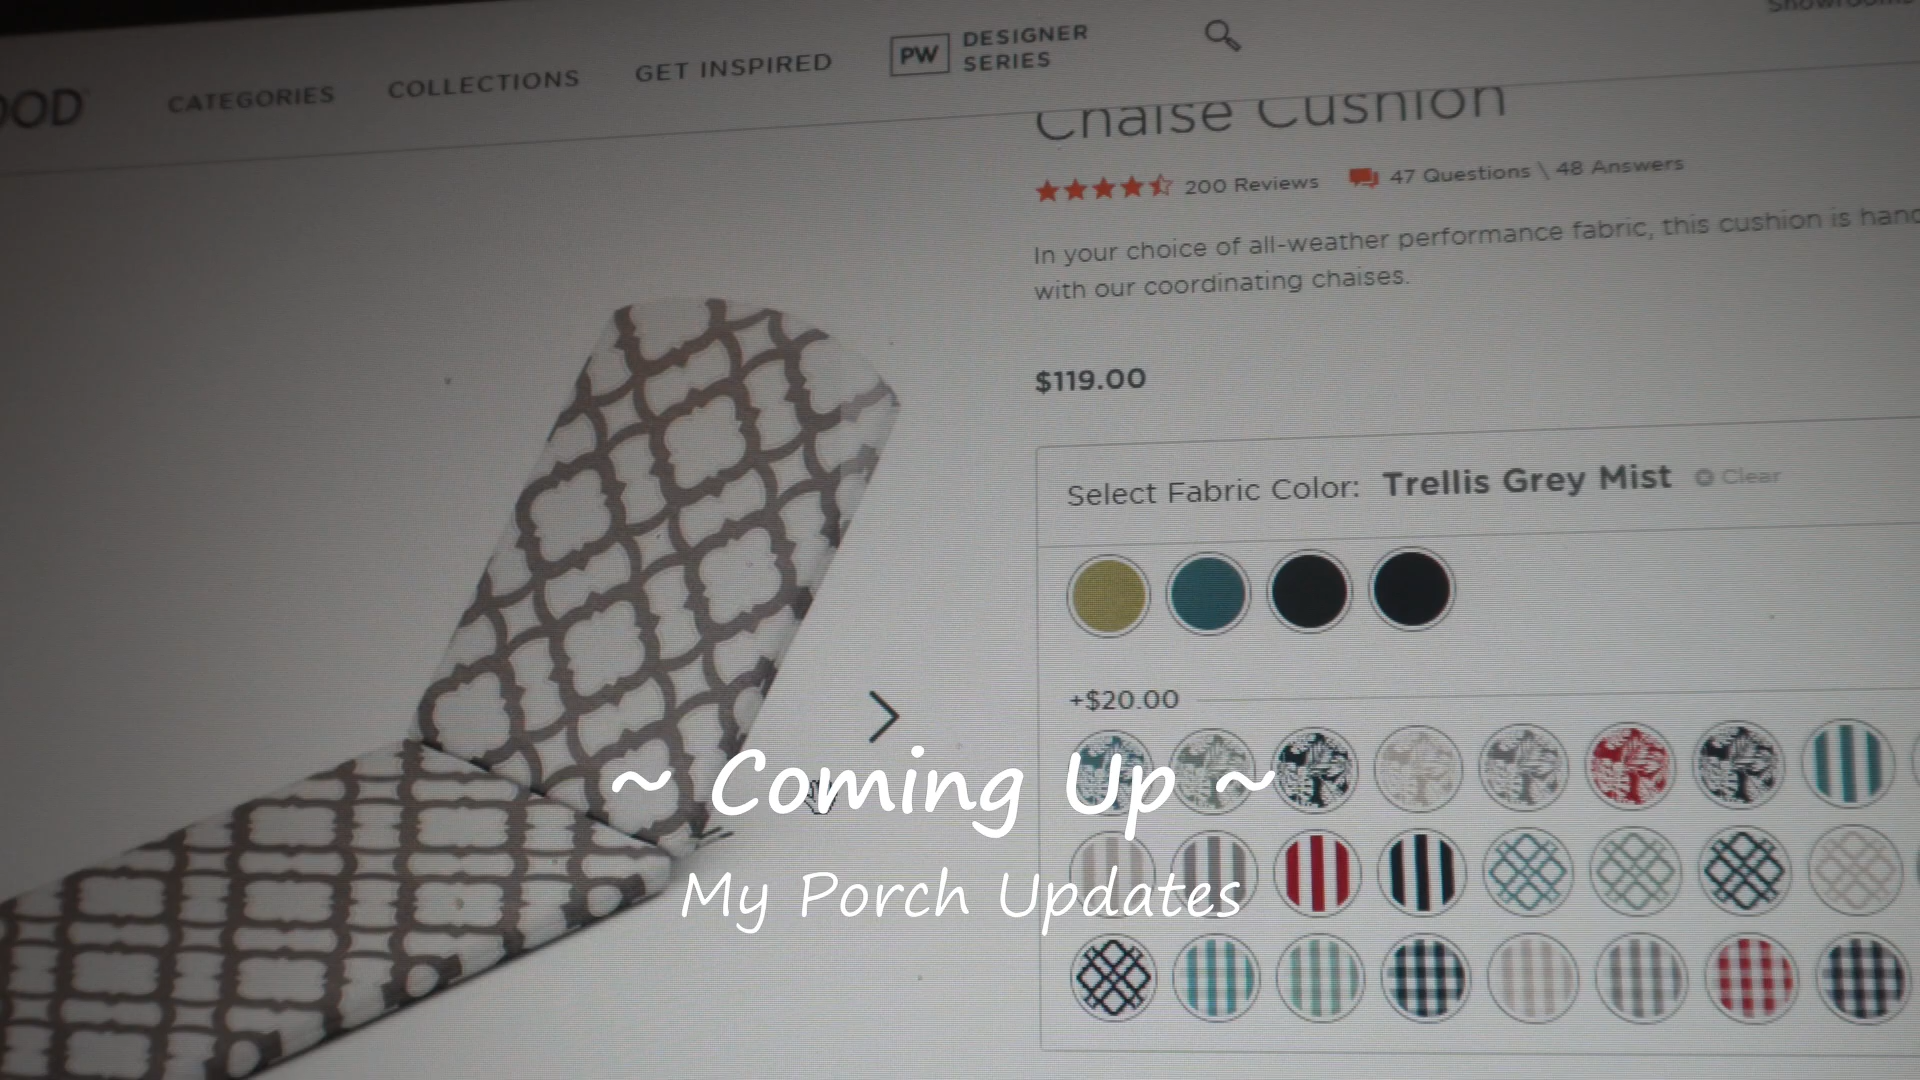 CATEGORIES
COLLECTIONS
GET INSPIRED
PW DESIGNER
SERIES
Chaise Cushion
200 Reviews
47 Questions \ 48 Answers
In your choice of all-weather performance fabric, this cushion is
with our coordinating chaises.
$119.00
Select Fabric Color: Trellis Grey Mist Clear
+$20.00
~ Coming Up ~
My Porch Updates